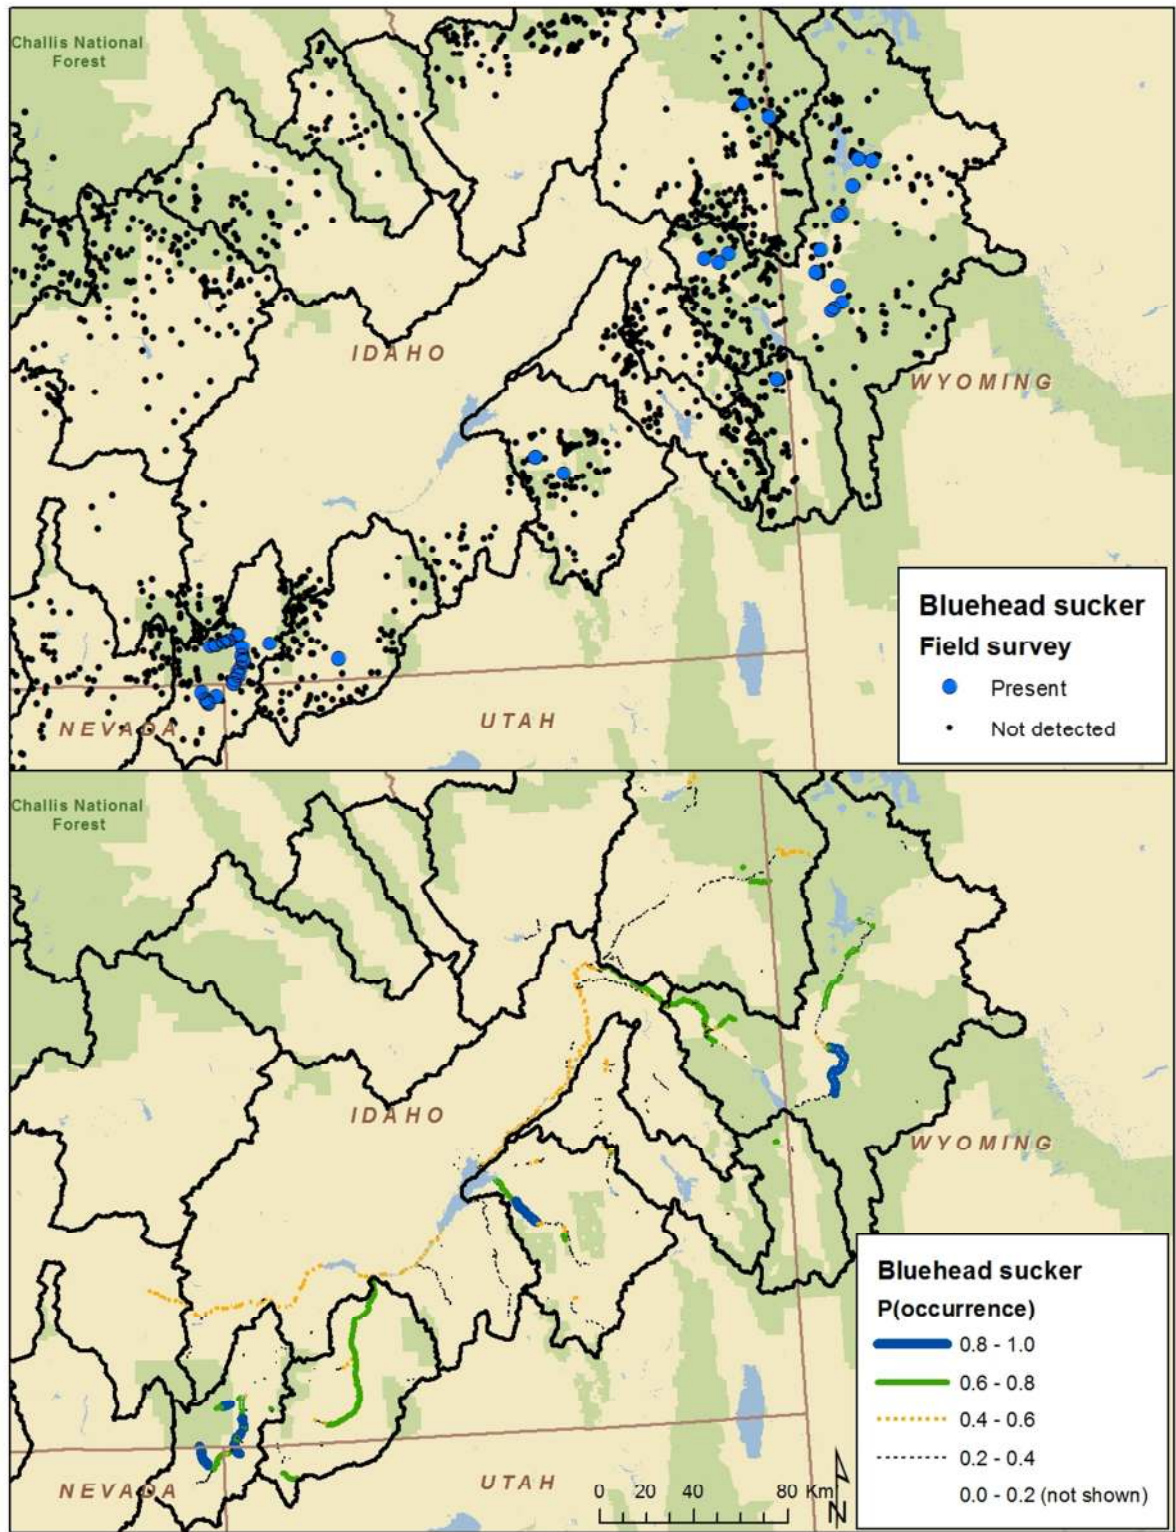 Challis National
Forest
IDAHO
WYOMING
NEVADA
UTAH
Bluehead sucker
Field survey
Present
Not detected
Challis National
Forest
IDAHO
WYOMING
NEVADA
UTAH
Bluehead sucker
P(occurrence)
0.8 - 1.0
0.6 - 0.8
0.4 - 0.6
0.2 - 0.4
0.0 - 0.2 (not shown)
0 20 40 80 Km
N